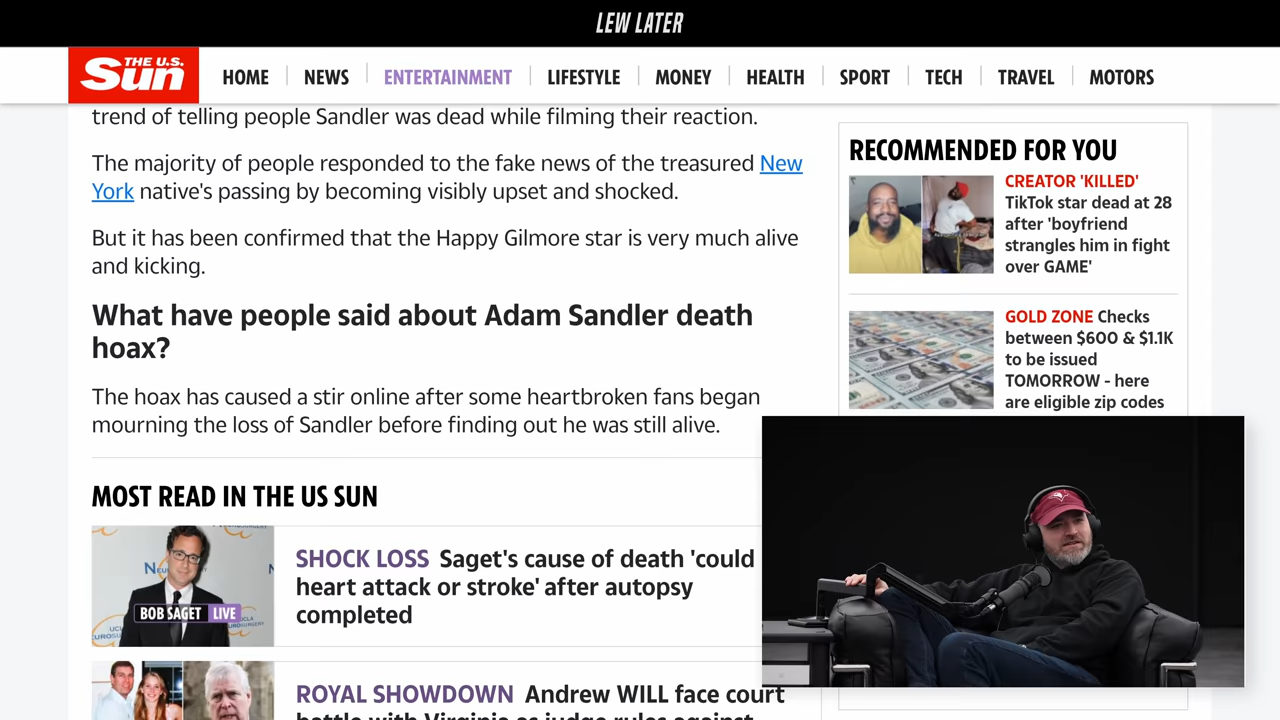 LEW LATER
THE U.S.
Sun
HOME
NEWS
ENTERTAINMENT
LIFESTYLE
MONEY
HEALTH
SPORT
TECH
TRAVEL
MOTORS
trend of telling people Sandler was dead while filming their reaction.
The majority of people responded to the fake news of the treasured New
York native's passing by becoming visibly upset and shocked.
But it has been confirmed that the Happy Gilmore star is very much alive
and kicking.
What have people said about Adam Sandler death
hoax?
The hoax has caused a stir online after some heartbroken fans began
mourning the loss of Sandler before finding out he was still alive.
MOST READ IN THE US SUN
BOB SAGET LIVE
SHOCK LOSS Saget's cause of death 'could
heart attack or stroke' after autopsy
completed
ROYAL SHOWDOWN Andrew WILL face court
battle with Virginia as judge rules against
RECOMMENDED FOR YOU
CREATOR 'KILLED'
TikTok star dead at 28
after 'boyfriend
strangles him in fight
over GAME'
GOLD ZONE Checks
between $600 & $1.1K
to be issued
TOMORROW - here
are eligible zip codes